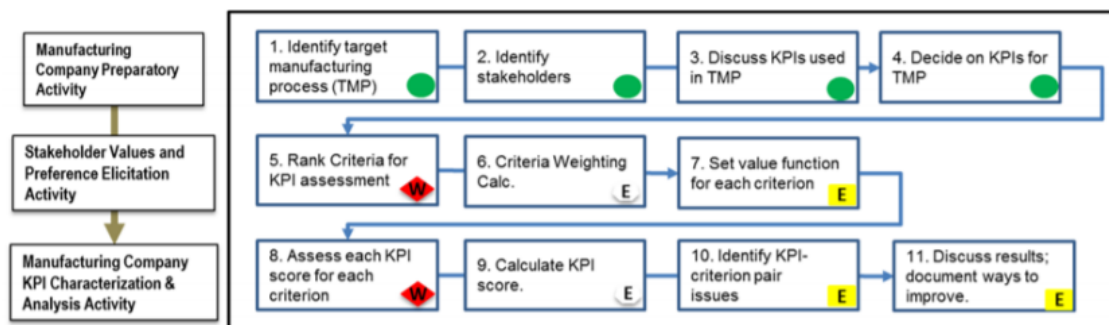 Manufacturing
Company Preparatory
Activity
Stakeholder Values and
Preference Elicitation
Activity
Manufacturing Company
KPI Characterization &
Analysis Activity
1. Identify target
manufacturing
process (TMP)
2. Identify
stakeholders
3. Discuss KPIs used
in TMP
4. Decide on KPIs for
TMP
5. Rank Criteria for
KPI assessment
W
6. Criteria Weighting
Calc.
E
7. Set value function
for each criterion
E
8. Assess each KPI
score for each
criterion
W
9. Calculate KPI
score.
E
10. Identify KPI-
criterion pair
issues
E
11. Discuss results;
document ways to
improve.
E